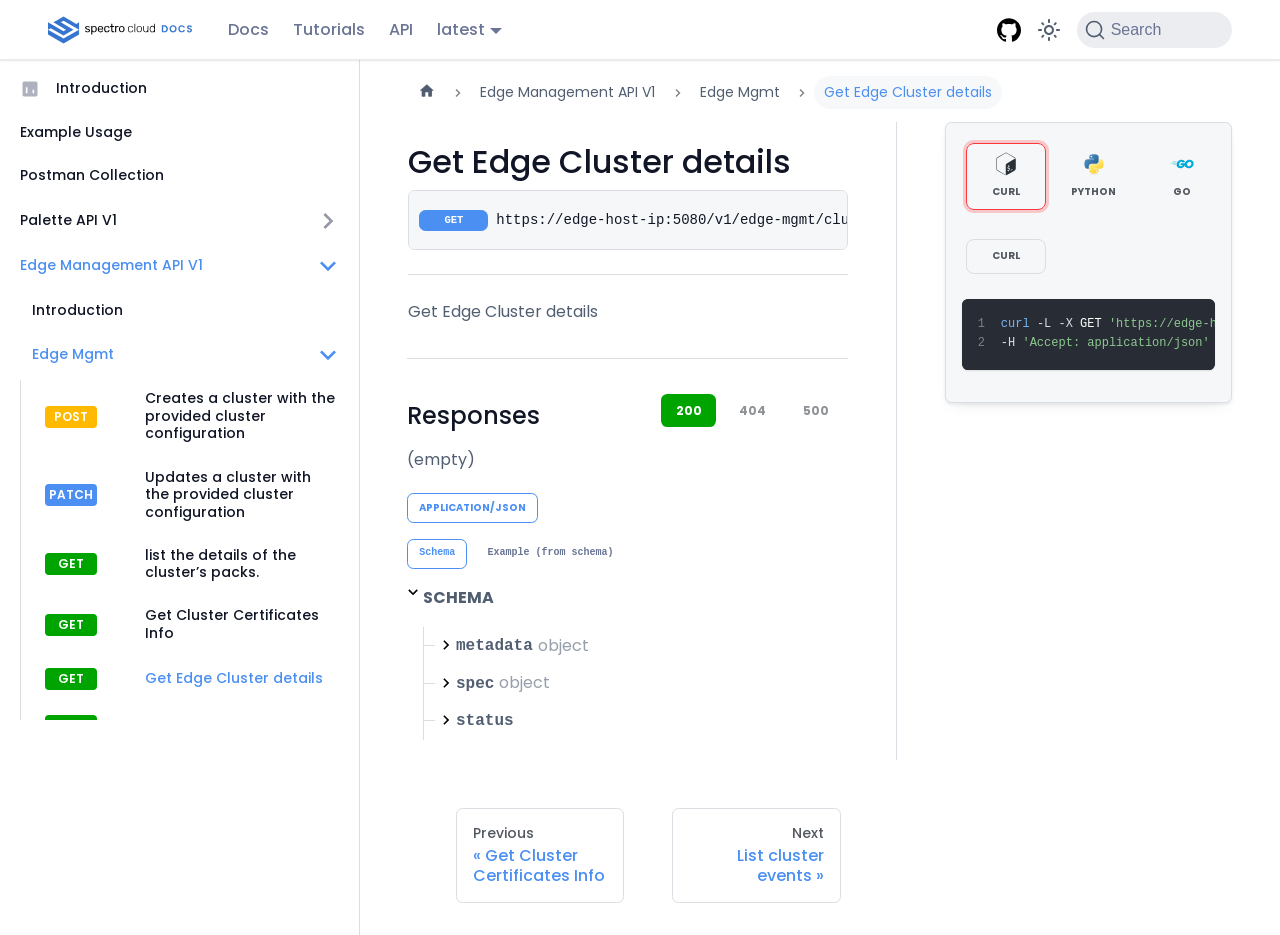 spectro cloud DOCS
Docs
Tutorials
API
latest
Search
Introduction
Example Usage
Postman Collection
Palette API V1
Edge Management API V1
Introduction
Edge Mgmt
POST
Creates a cluster with the
provided cluster
configuration
PATCH
Updates a cluster with
the provided cluster
configuration
GET
list the details of the
cluster’s packs.
GET
Get Cluster Certificates
Info
GET
Get Edge Cluster details
Edge Management API V1
Edge Mgmt
Get Edge Cluster details
Get Edge Cluster details
GET https://edge-host-ip:5080/v1/edge-mgmt/clu
Get Edge Cluster details
Responses
200
404
500
(empty)
APPLICATION/JSON
Schema
Example (from schema)
SCHEMA
metadata object
spec object
status
Previous
« Get Cluster
Certificates Info
Next
List cluster
events »
CURL
PYTHON
GO
CURL
1 curl -L -X GET 'https://edge-h
2 -H 'Accept: application/json'